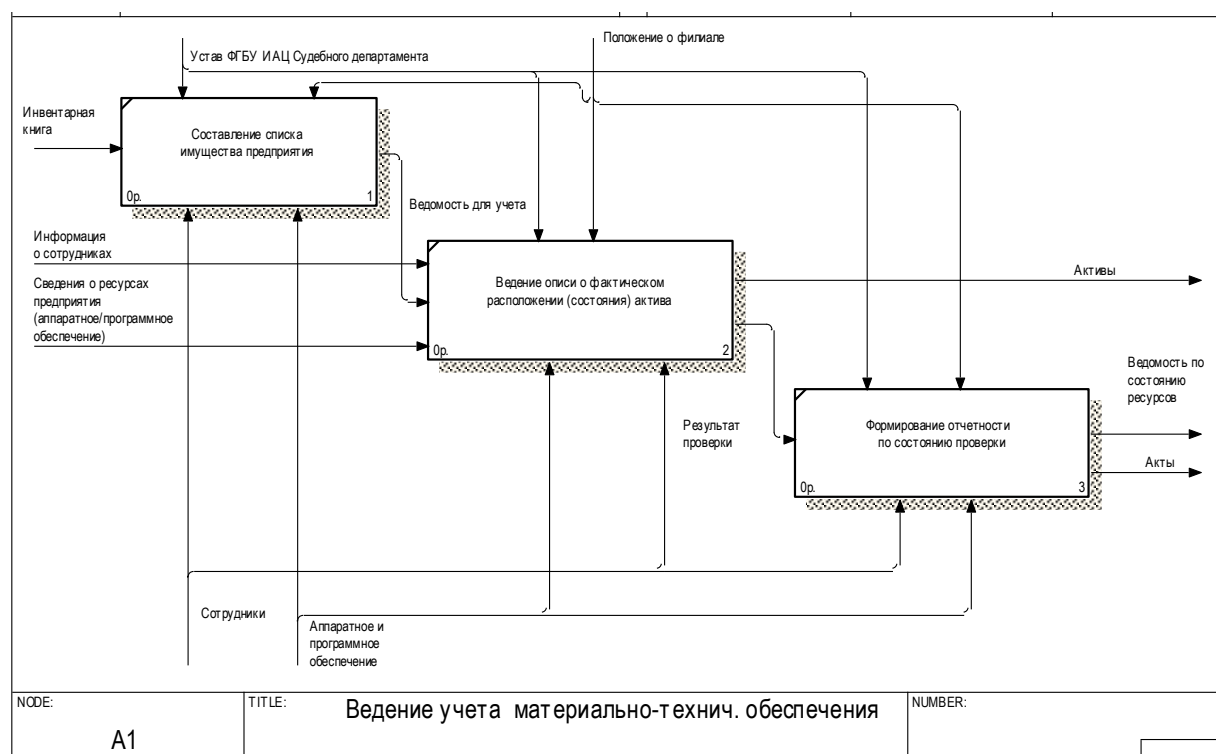 Положение о филиале
Устав ФГБУ ИАЦ Судебного департамента
Инвентарная
книга
Составление списка
имущества предприятия
0р.
1
Ведомость для учета
Информация
о сотрудниках
Сведения о ресурсах
предприятия
(аппаратное/программное
обеспечение)
Ведение описи о фактическом
расположении (состояния) актива
0р.
2
Активы
Ведомость по
состоянию
ресурсов
Результат
проверки
Формирование отчетности
по состоянию проверки
0р.
3
Акты
Сотрудники
Аппаратное и
программное
обеспечение
NODE:
A1
TITLE:
Ведение учета материально-технич. обеспечения
NUMBER: